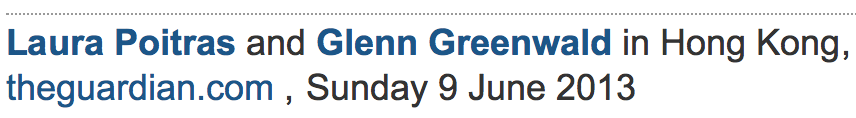 Laura Poitras and Glenn Greenwald in Hong Kong,
theguardian.com , Sunday 9 June 2013